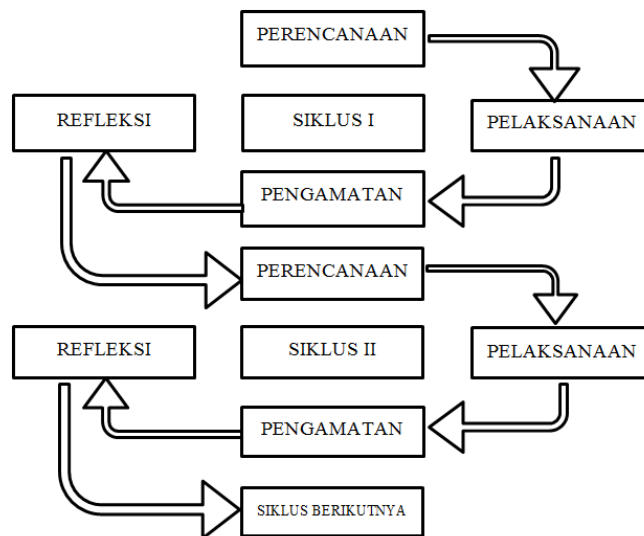 PERENCANAAN
REFLEKSI
SIKLUS I
PELAKSANAAN
PENGAMATAN
PERENCANAAN
REFLEKSI
SIKLUS II
PELAKSANAAN
PENGAMATAN
SIKLUS BERIKUTNYA